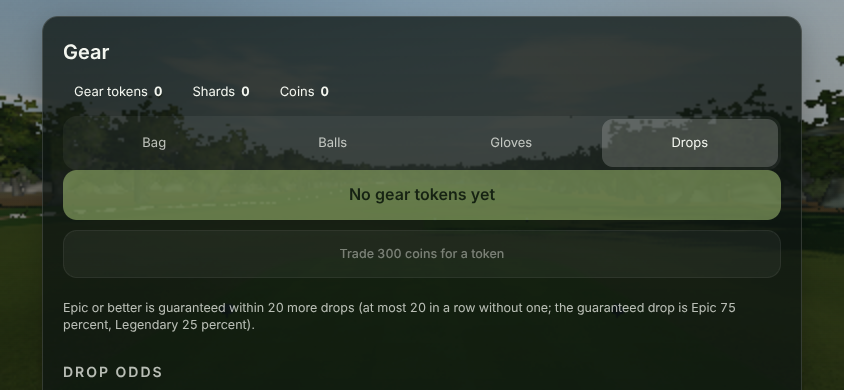 Gear
Gear tokens 0 Shards 0 Coins 0
Bag Balls Gloves Drops
No gear tokens yet
Trade 300 coins for a token
Epic or better is guaranteed within 20 more drops (at most 20 in a row without one; the guaranteed drop is Epic 75
percent, Legendary 25 percent).
DROP ODDS